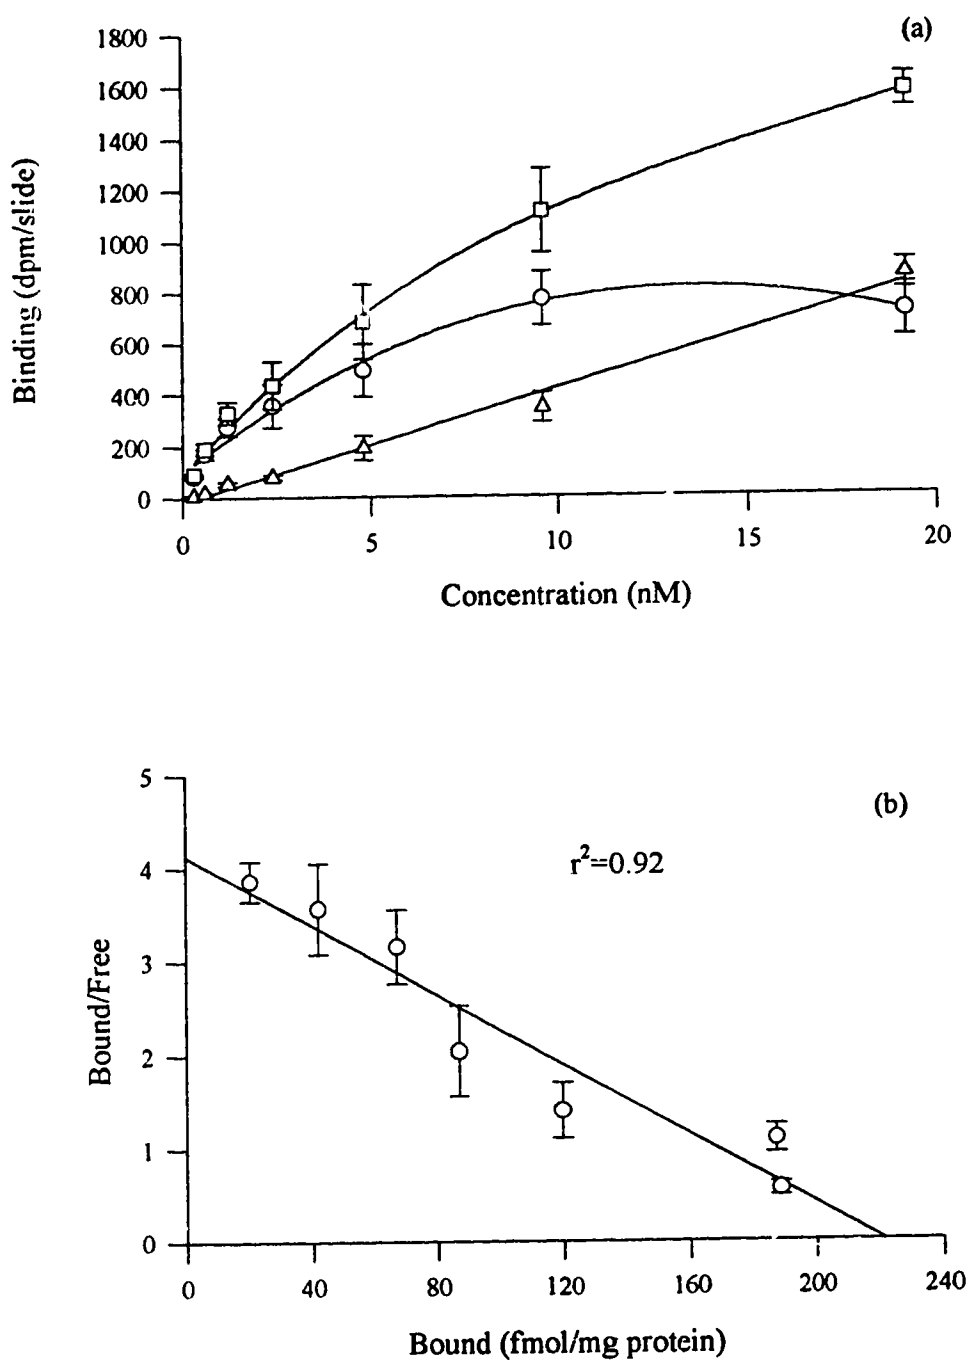 (a)
1800
1600
1400
1200
1000
800
600
400
200
0
Binding (dpm/slide)
0 5 10 15 20
Concentration (nM)
(b)
r²=0.92
5
4
3
2
1
0
Bound/Free
0 40 80 120 160 200 240
Bound (fmol/mg protein)